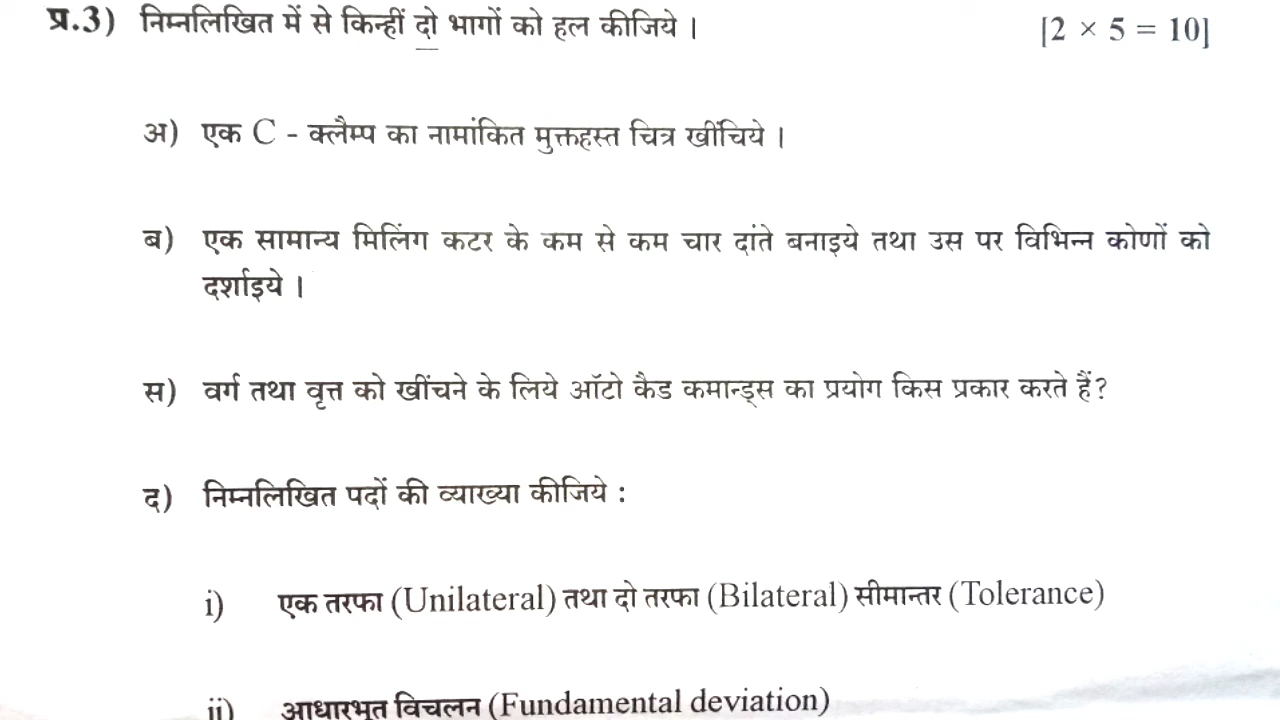 प्र.3) निम्नलिखित में से किन्हीं दो भागों को हल कीजिये । [2 × 5 = 10]
अ) एक C - क्लैम्प का नामांकित मुक्तहस्त चित्र खींचिये ।
ब) एक सामान्य मिलिंग कटर के कम से कम चार दांते बनाइये तथा उस पर विभिन्न कोणों को
दर्शाइये ।
स) वर्ग तथा वृत्त को खींचने के लिये ऑटो कैड कमान्ड्स का प्रयोग किस प्रकार करते हैं?
द) निम्नलिखित पदों की व्याख्या कीजिये :
i) एक तरफा (Unilateral) तथा दो तरफा (Bilateral) सीमान्तर (Tolerance)
ii) आधारभूत विचलन (Fundamental deviation)